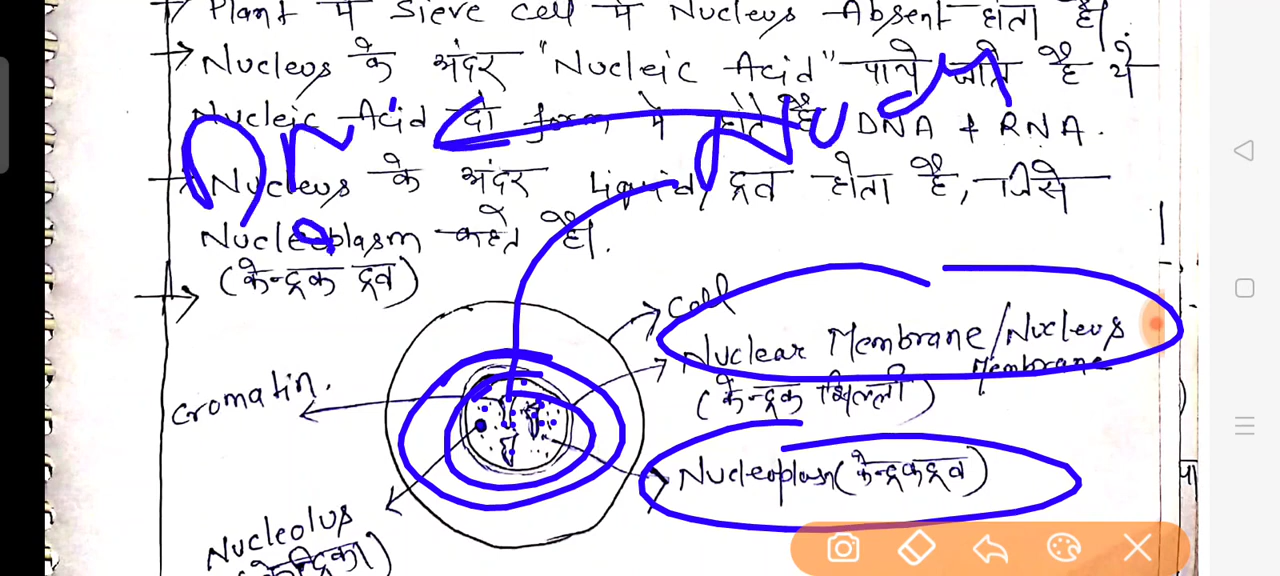 Plant में Sieve Cell में Nucleus Absent होता है।
→ Nucleus के अंदर "Nucleic Acid" पाये जाते है ये
Nucleic Acid दो form में होते है DNA & RNA.
→ Nucleus के अंदर Liquid, द्रव होता है, जिसे
Nucleoplasm कहते है।
(केन्द्रक द्रव)
Cell
Nuclear Membrane/Nucleus
Membrane
(केन्द्रक झिल्ली)
Cromatin.
Nucleoplasm(केन्द्रकद्रव)
Nucleolus